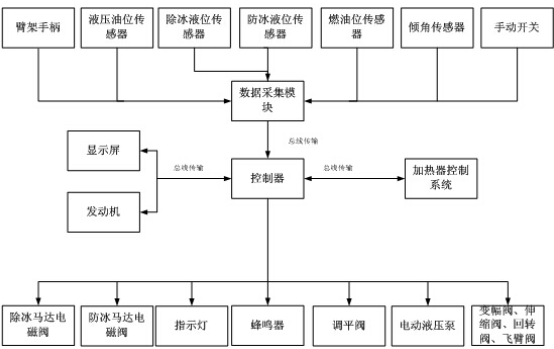 臂架手柄
液压油位传
感器
除冰液位传
感器
防冰液位传
感器
燃油位传感
器
倾角传感器
手动开关
数据采集模
块
总线传输
显示屏
总线传输
控制器
总线传输
加热器控制
系统
发动机
除冰马达电
磁阀
防冰马达电
磁阀
指示灯
蜂鸣器
调平阀
电动液压泵
变幅阀、伸
缩阀、回转
阀、飞臂阀